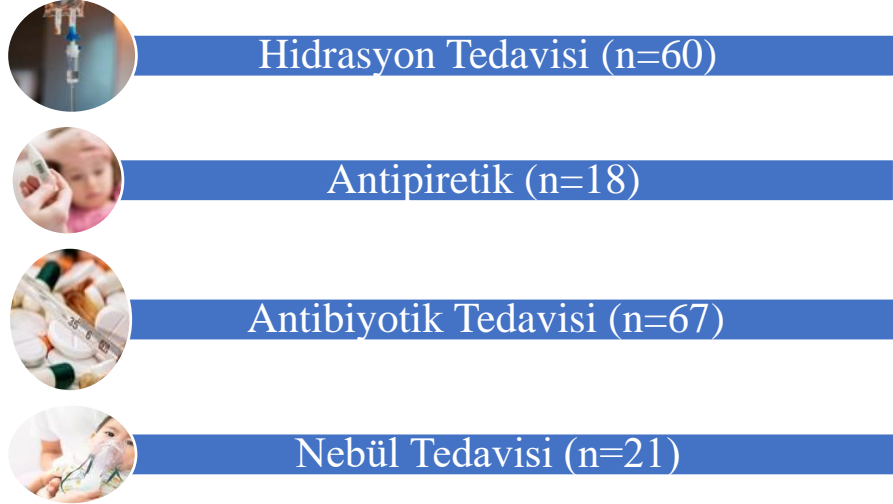 Hidrasyon Tedavisi (n=60)
Antipiretik (n=18)
Antibiyotik Tedavisi (n=67)
Nebül Tedavisi (n=21)